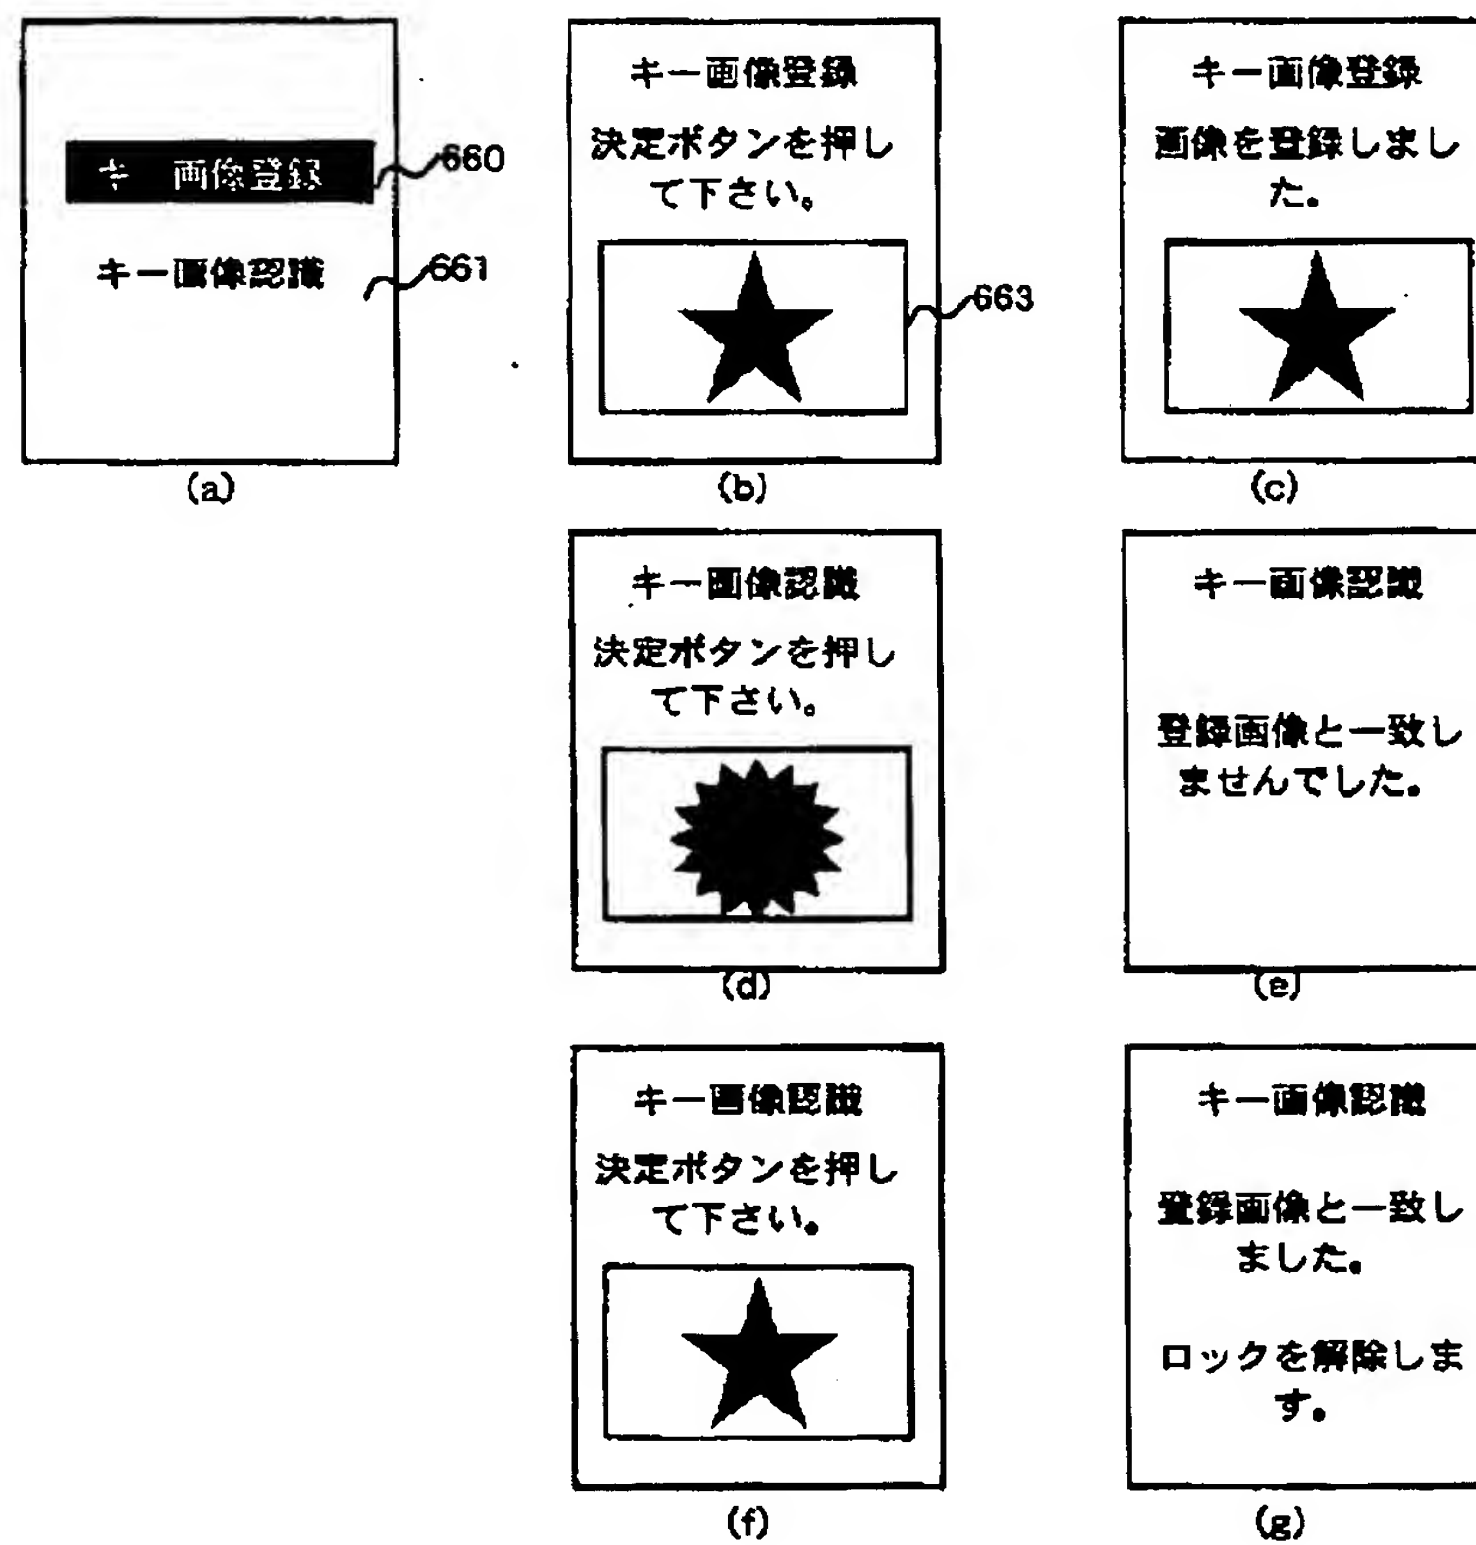 キー画像登録
660
キー画像認識
661
(a)
キー画像登録
決定ボタンを押し
て下さい。
663
(b)
キー画像登録
画像を登録しまし
た。
(c)
キー画像認識
決定ボタンを押し
て下さい。
(d)
キー画像認識
登録画像と一致し
ませんでした。
(e)
キー画像認識
決定ボタンを押し
て下さい。
(f)
キー画像認識
登録画像と一致し
ました。
ロックを解除しま
す。
(g)